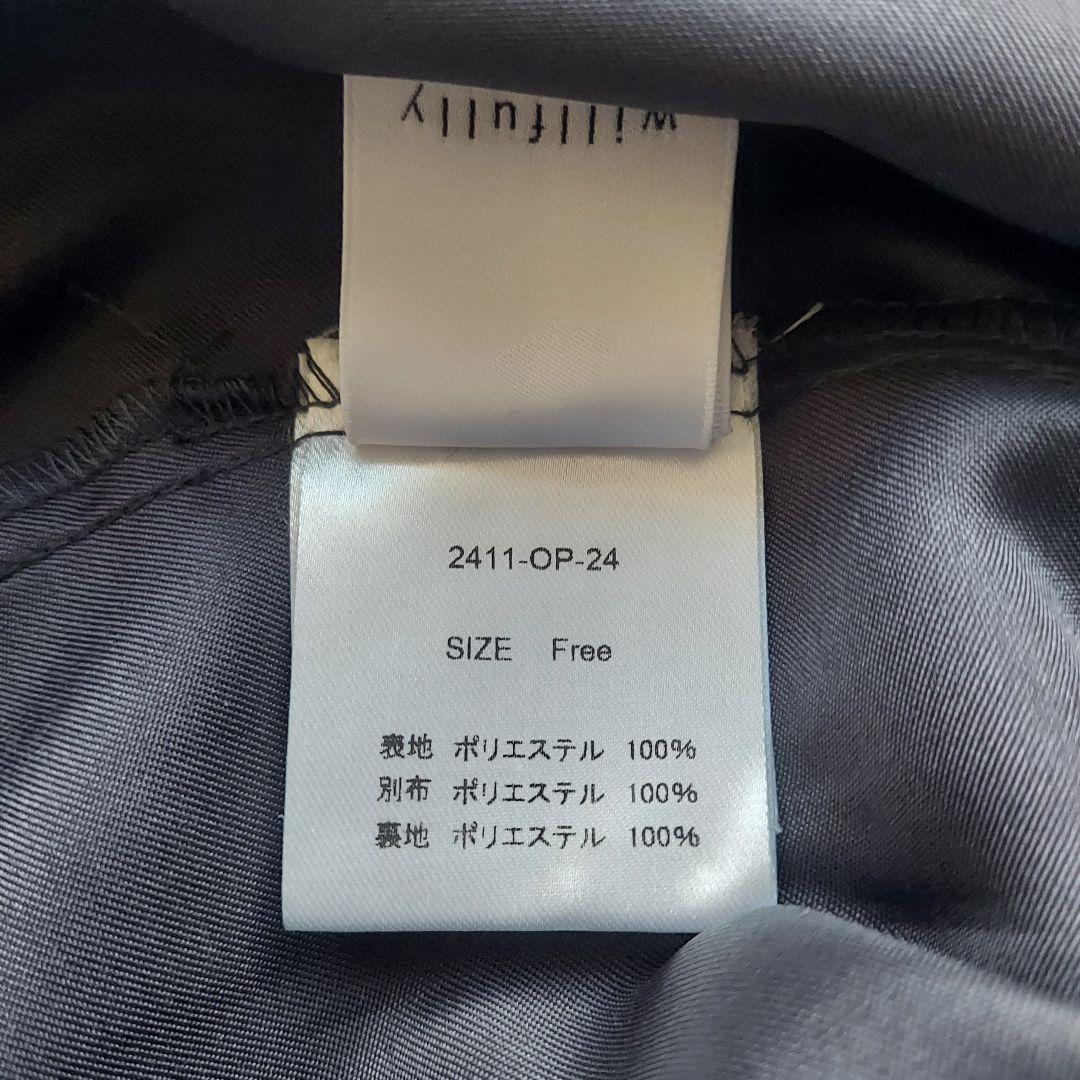 willfully
2411-OP-24
SIZE Free
表地 ポリエステル 100%
別布 ポリエステル 100%
裏地 ポリエステル 100%